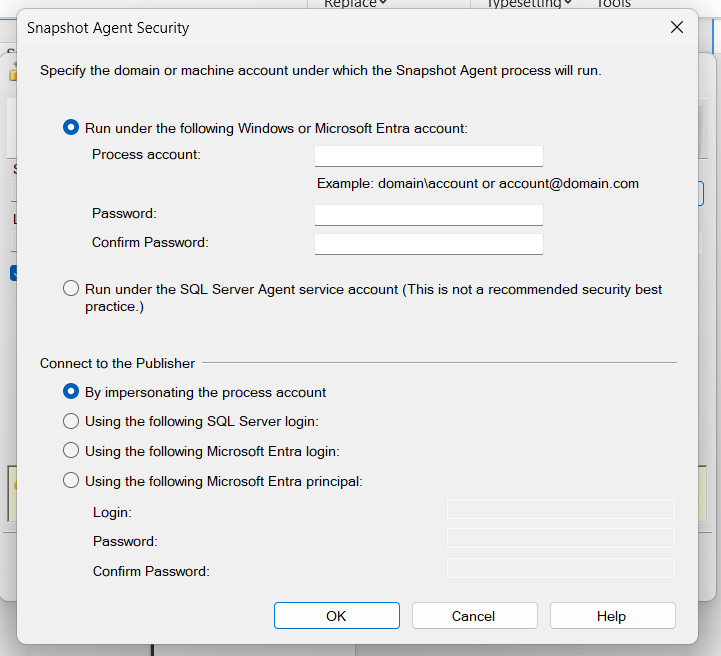 Replace
Typesetting
Tools
Snapshot Agent Security
Specify the domain or machine account under which the Snapshot Agent process will run.
Run under the following Windows or Microsoft Entra account:
Process account:
Example: domain\account or account@domain.com
Password:
Confirm Password:
Run under the SQL Server Agent service account (This is not a recommended security best
practice.)
Connect to the Publisher
By impersonating the process account
Using the following SQL Server login:
Using the following Microsoft Entra login:
Using the following Microsoft Entra principal:
Login:
Password:
Confirm Password:
OK
Cancel
Help